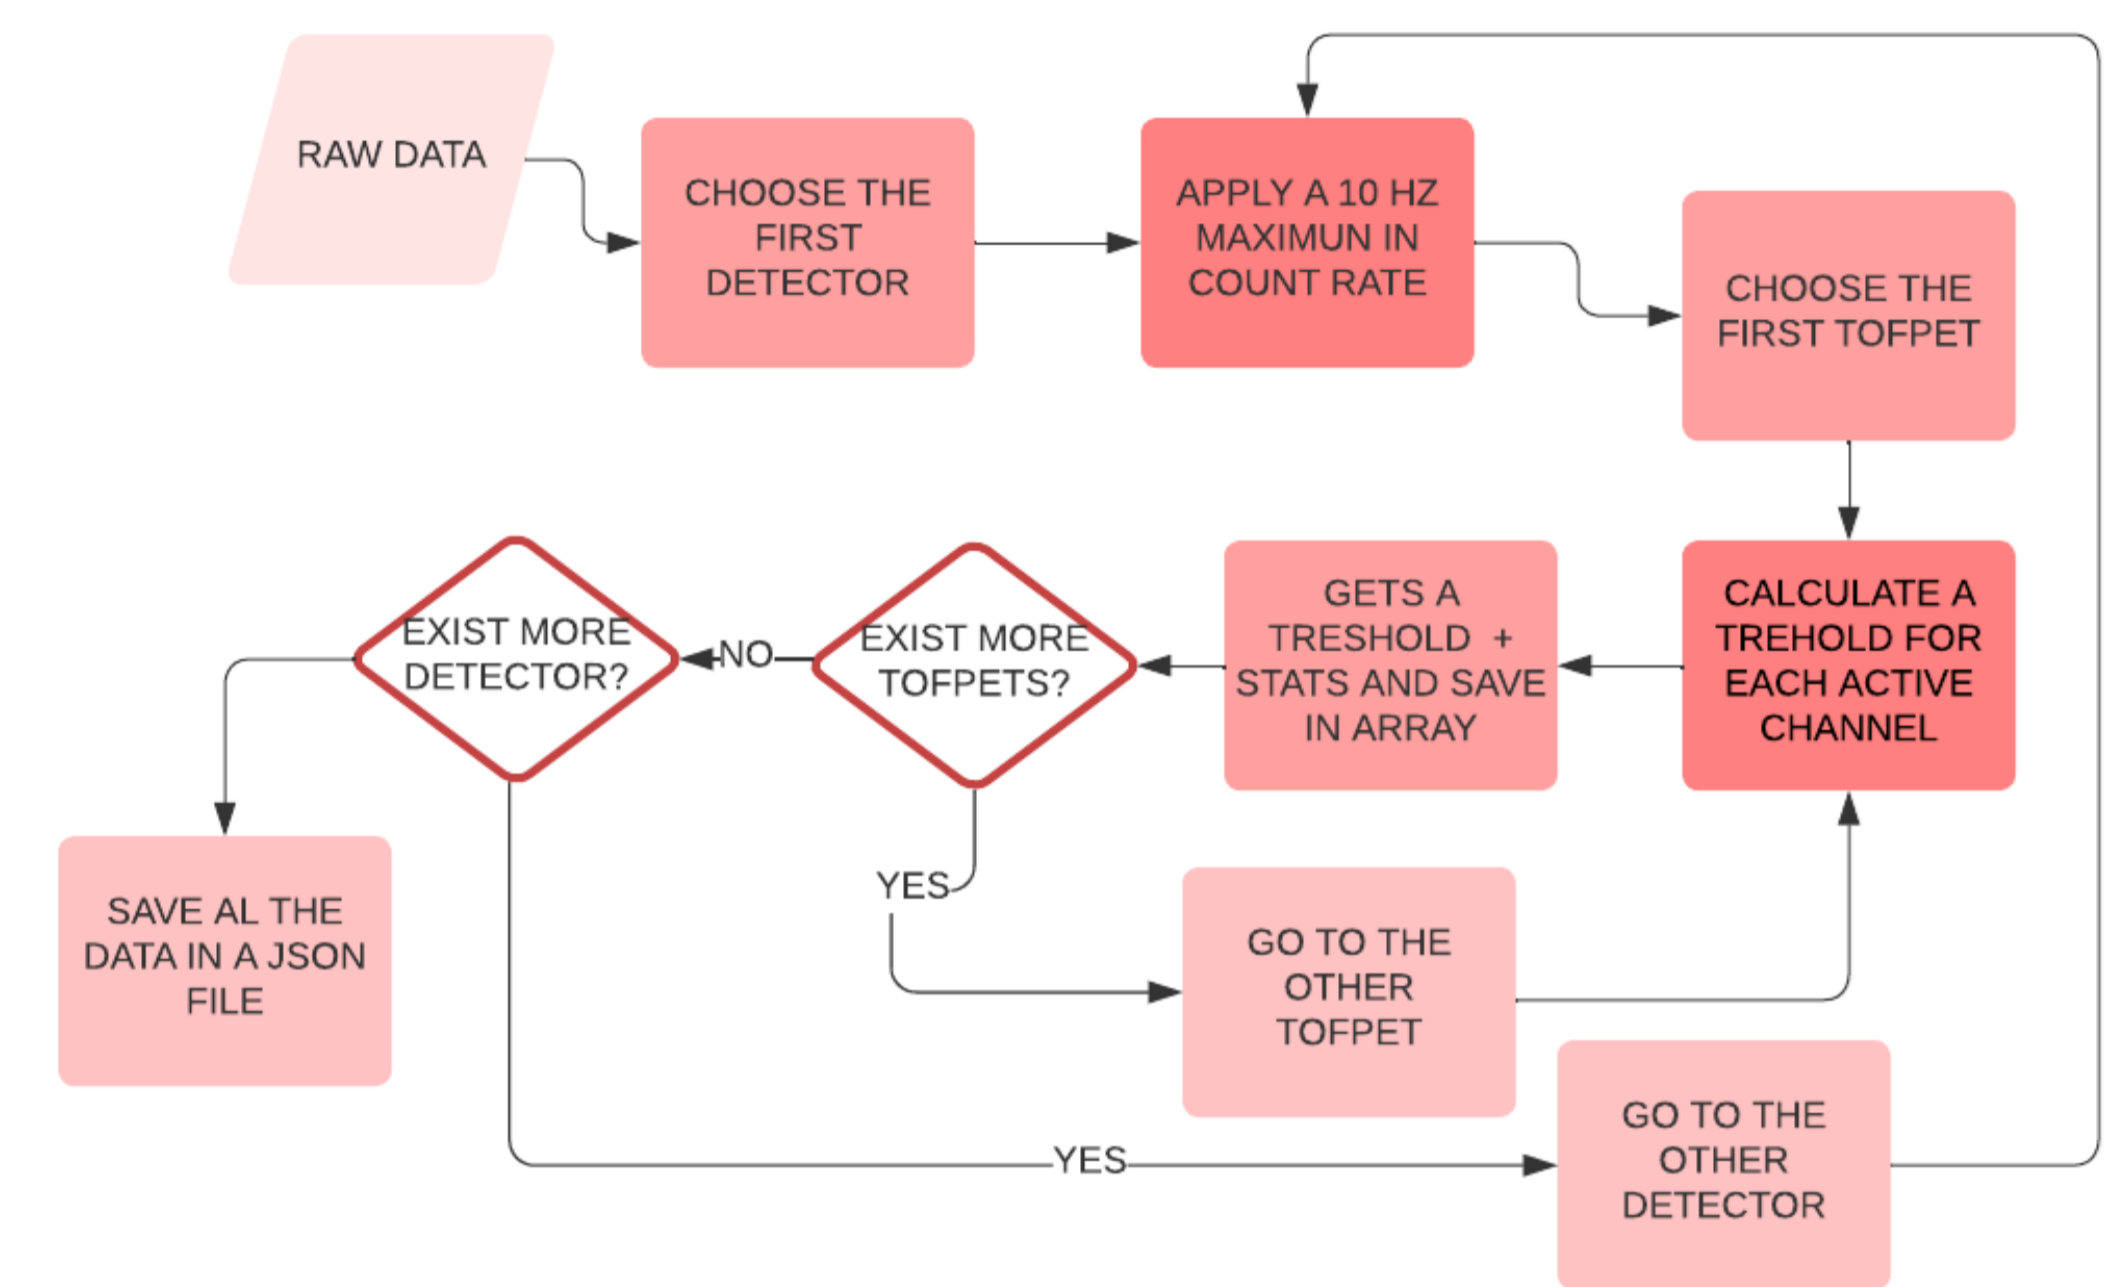 RAW DATA
CHOOSE THE
FIRST
DETECTOR
APPLY A 10 HZ
MAXIMUN IN
COUNT RATE
CHOOSE THE
FIRST TOFPET
CALCULATE A
TREHOLD FOR
EACH ACTIVE
CHANNEL
GETS A
TRESHOLD +
STATS AND SAVE
IN ARRAY
EXIST MORE
TOFPETS?
NO
EXIST MORE
DETECTOR?
YES
GO TO THE
OTHER
TOFPET
SAVE AL THE
DATA IN A JSON
FILE
YES
GO TO THE
OTHER
DETECTOR